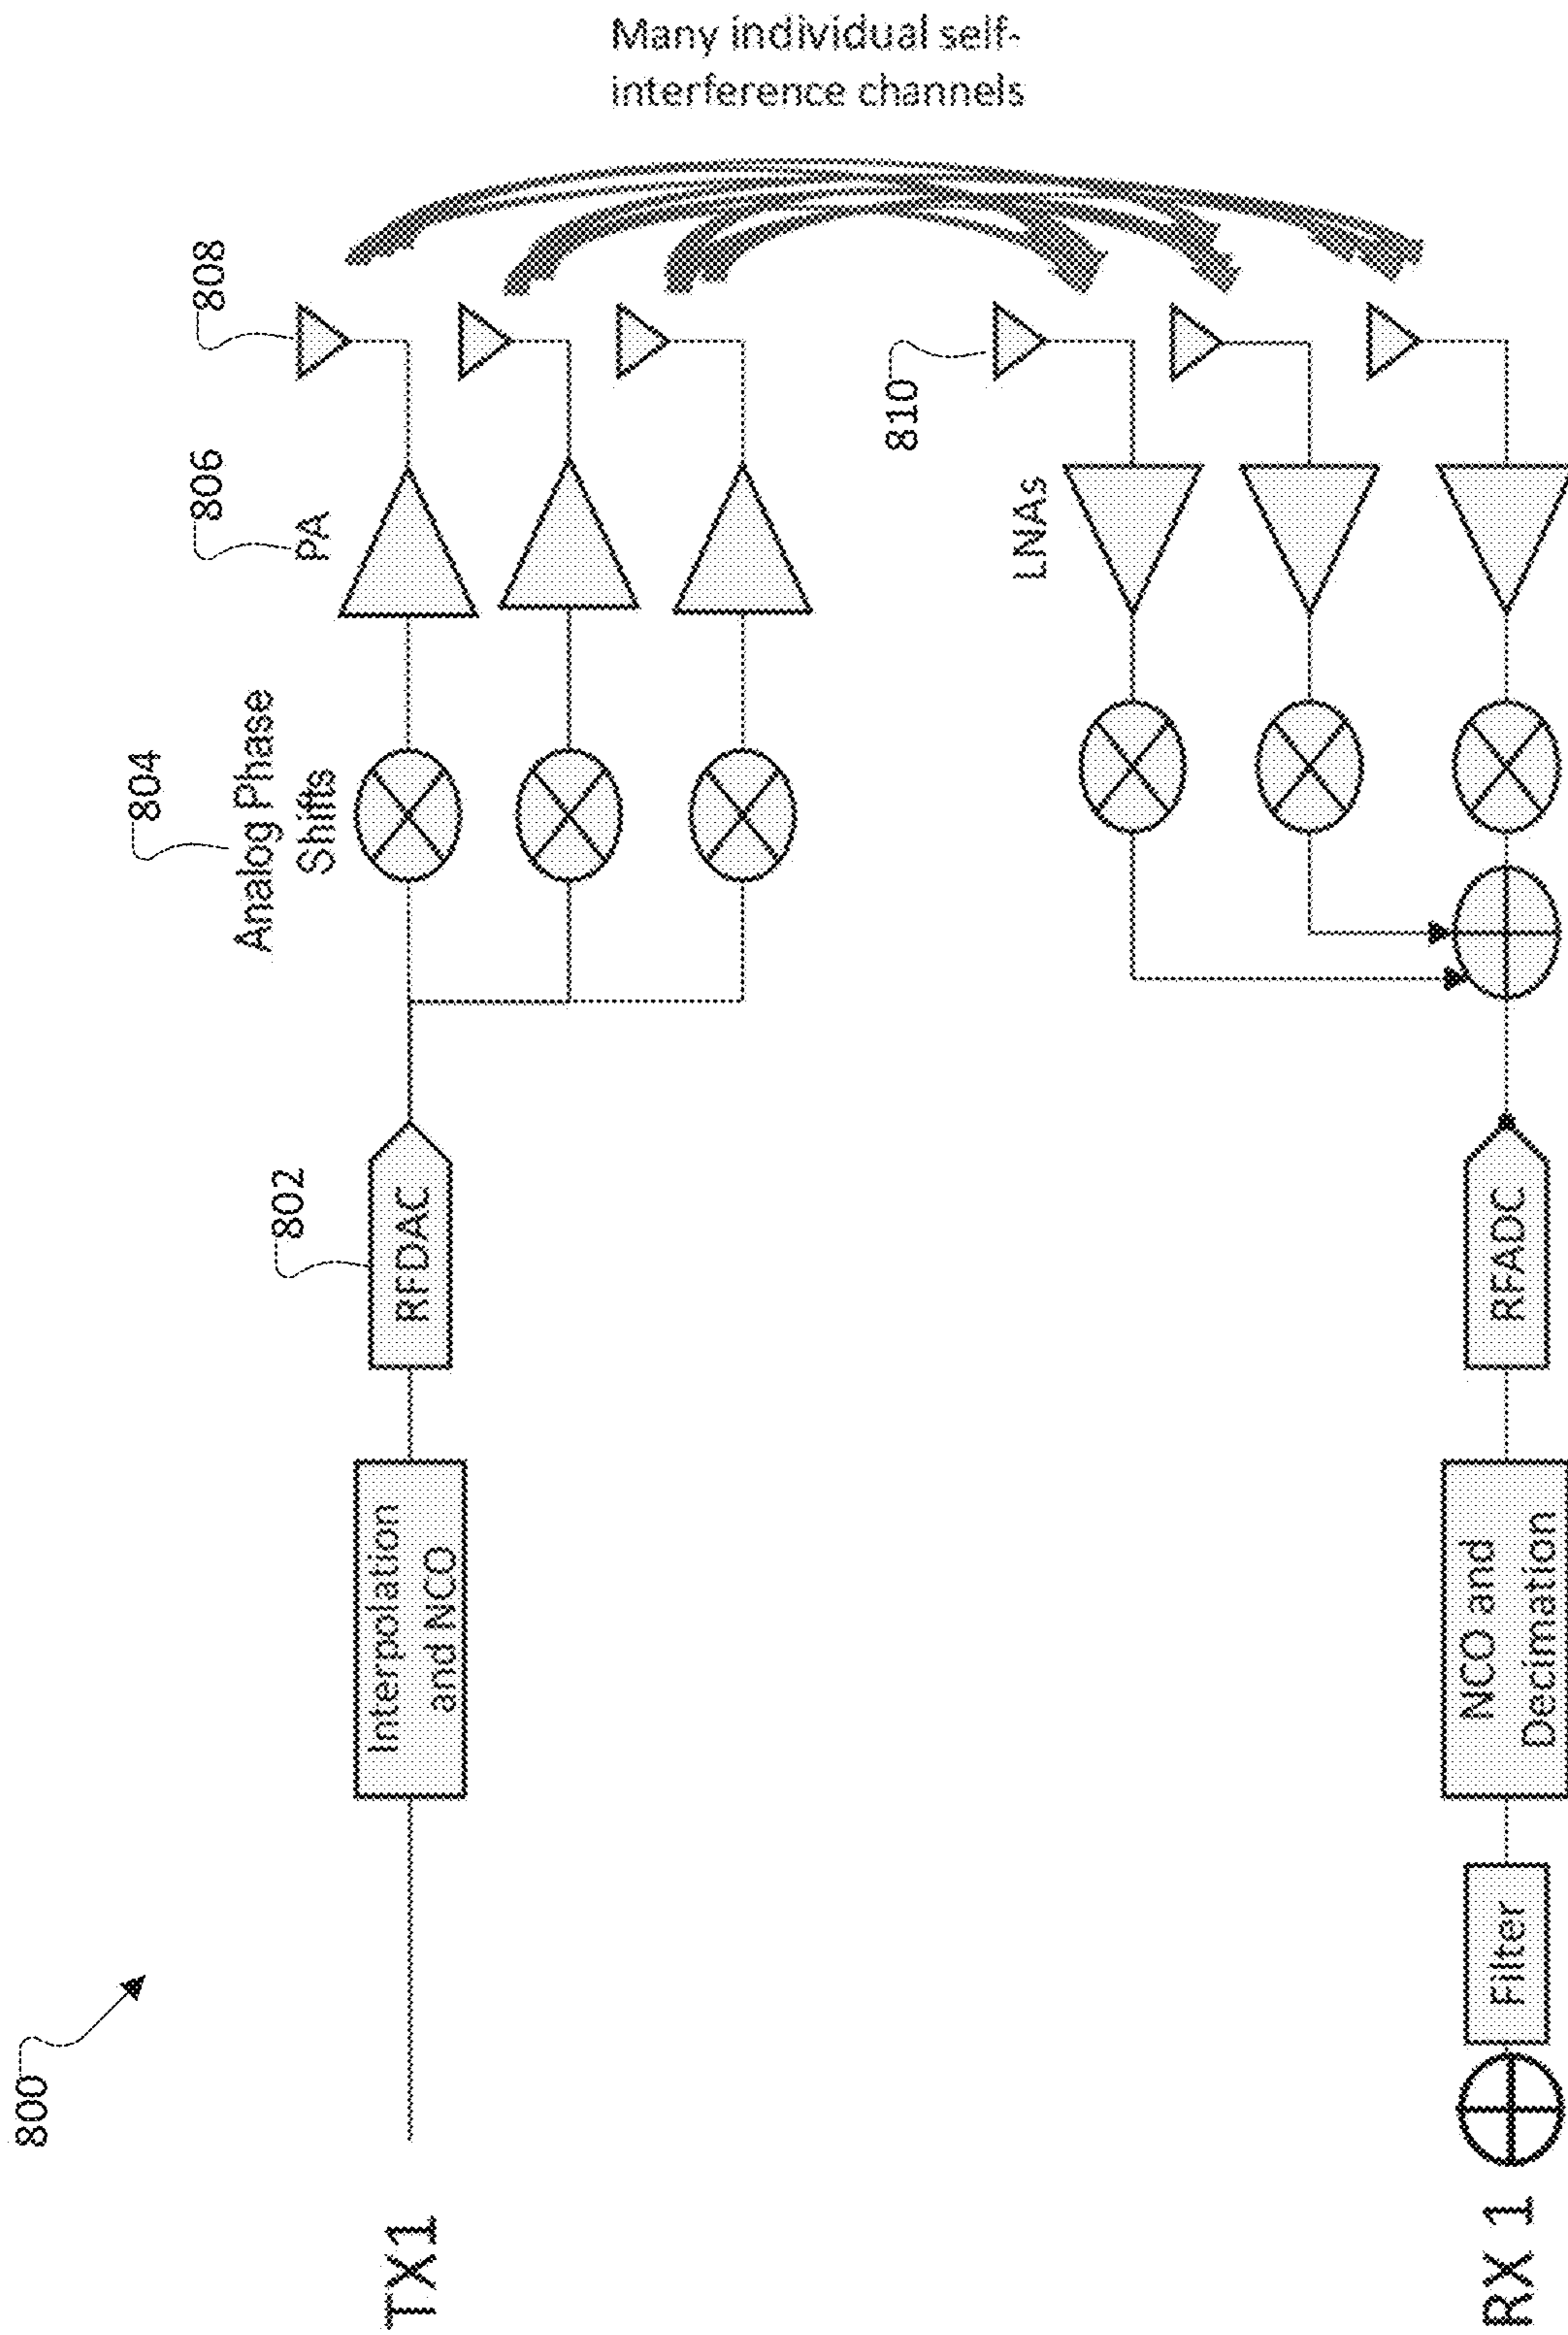 Many individual self-
interference channels
800
TX1
Interpolation
and NCO
802
RFDAC
804
Analog Phase
Shifts
806
PA
808
810
LNAs
RX 1
Filter
NCO and
Decimation
RFADC